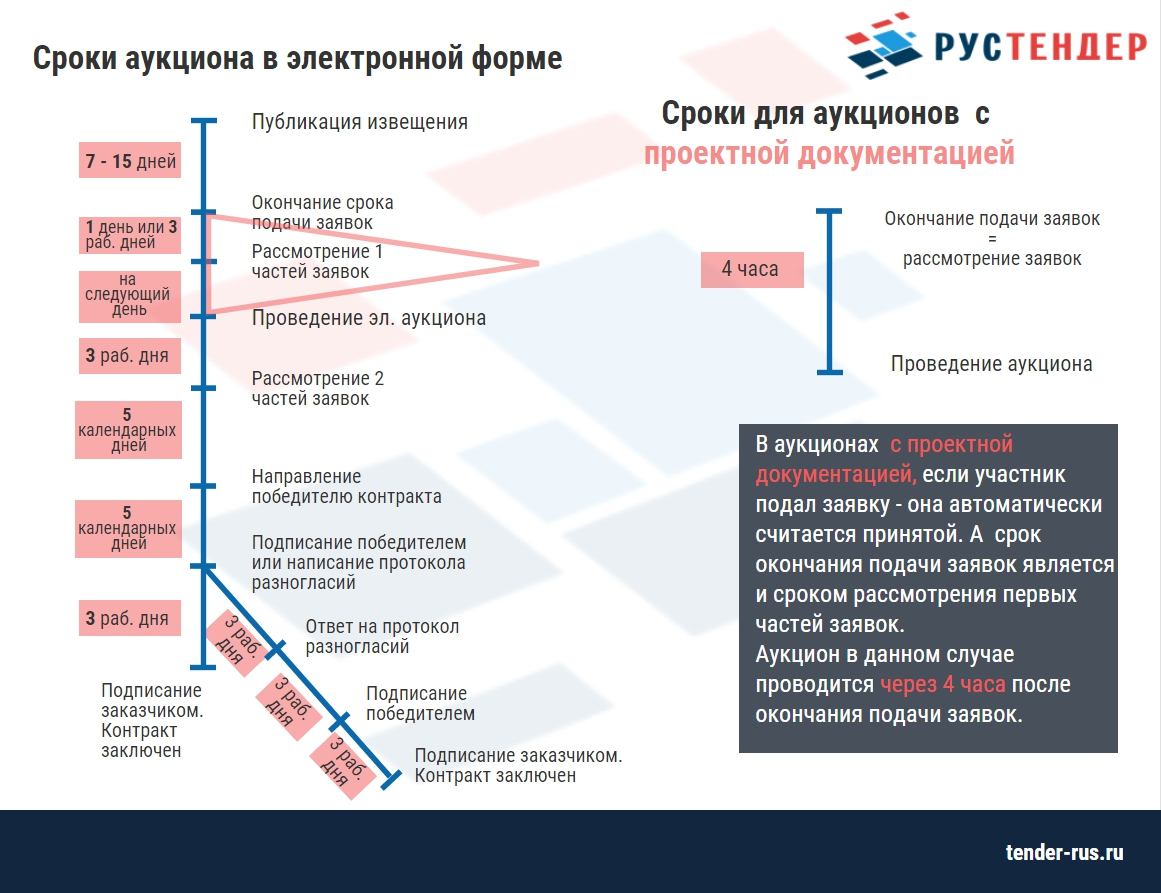 Сроки аукциона в электронной форме
РУСТЕНДЕР
Публикация извещения
7 - 15 дней
Окончание срока
подачи заявок
1 день или 3
раб. дней
Рассмотрение 1
частей заявок
на
следующий
день
Проведение эл. аукциона
3 раб. дня
Рассмотрение 2
частей заявок
5
календарных
дней
Направление
победителю контракта
5
календарных
дней
Подписание победителем
или написание протокола
разногласий
3 раб. дня
Подписание
заказчиком.
Контракт
заключен
3 раб.
дня
Ответ на протокол
разногласий
3 раб.
дня
Подписание
победителем
3 раб.
дня
Подписание заказчиком.
Контракт заключен
Сроки для аукционов с
проектной документацией
4 часа
Окончание подачи заявок
=
рассмотрение заявок
Проведение аукциона
В аукционах с проектной
документацией, если участник
подал заявку - она автоматически
считается принятой. А срок
окончания подачи заявок является
и сроком рассмотрения первых
частей заявок.
Аукцион в данном случае
проводится через 4 часа после
окончания подачи заявок.
tender-rus.ru